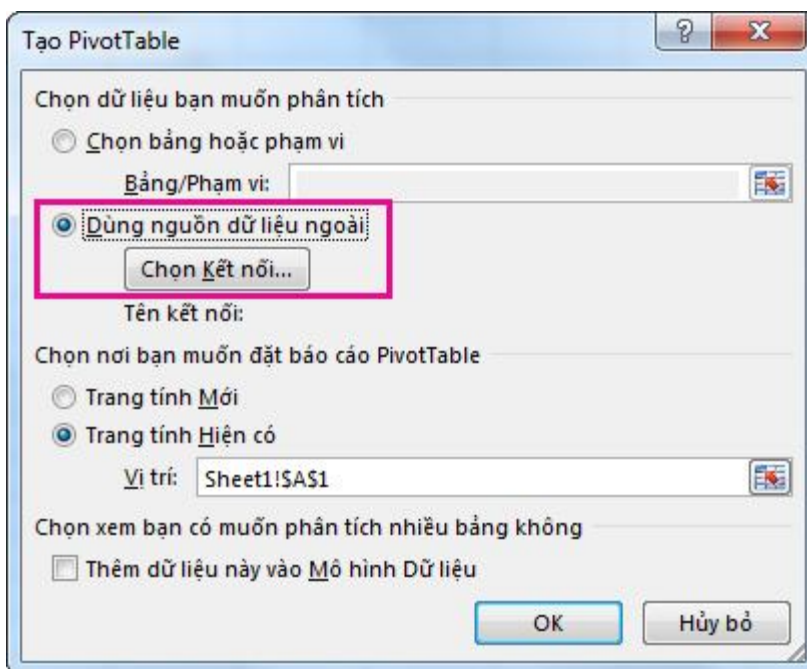 Tạo PivotTable
Chọn dữ liệu bạn muốn phân tích
Chọn bảng hoặc phạm vi
Bảng/Phạm vi:
Dùng nguồn dữ liệu ngoài
Chọn Kết nối...
Tên kết nối:
Chọn nơi bạn muốn đặt báo cáo PivotTable
Trang tính Mới
Trang tính Hiện có
Vị trí: Sheet1!$A$1
Chọn xem bạn có muốn phân tích nhiều bảng không
Thêm dữ liệu này vào Mô hình Dữ liệu
OK Hủy bỏ